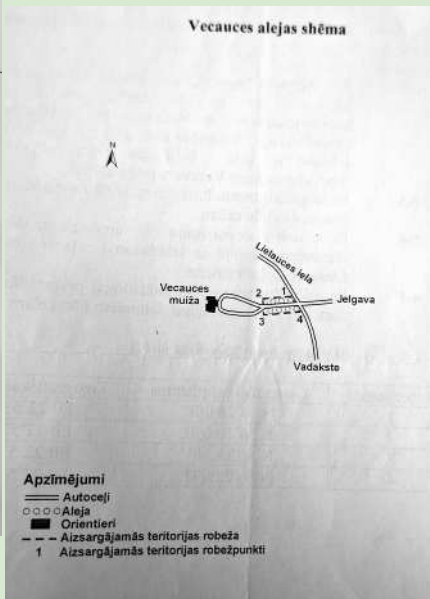 Vecauces alejas shēma
N
Lielauces iela
Vecauces
muiža
2 1
Jelgava
3 4
Vadakste
Apzīmējumi
Autoceļi
Aleja
Orientieri
Aizsargājamās teritorijas robeža
1 Aizsargājamās teritorijas robežpunkti